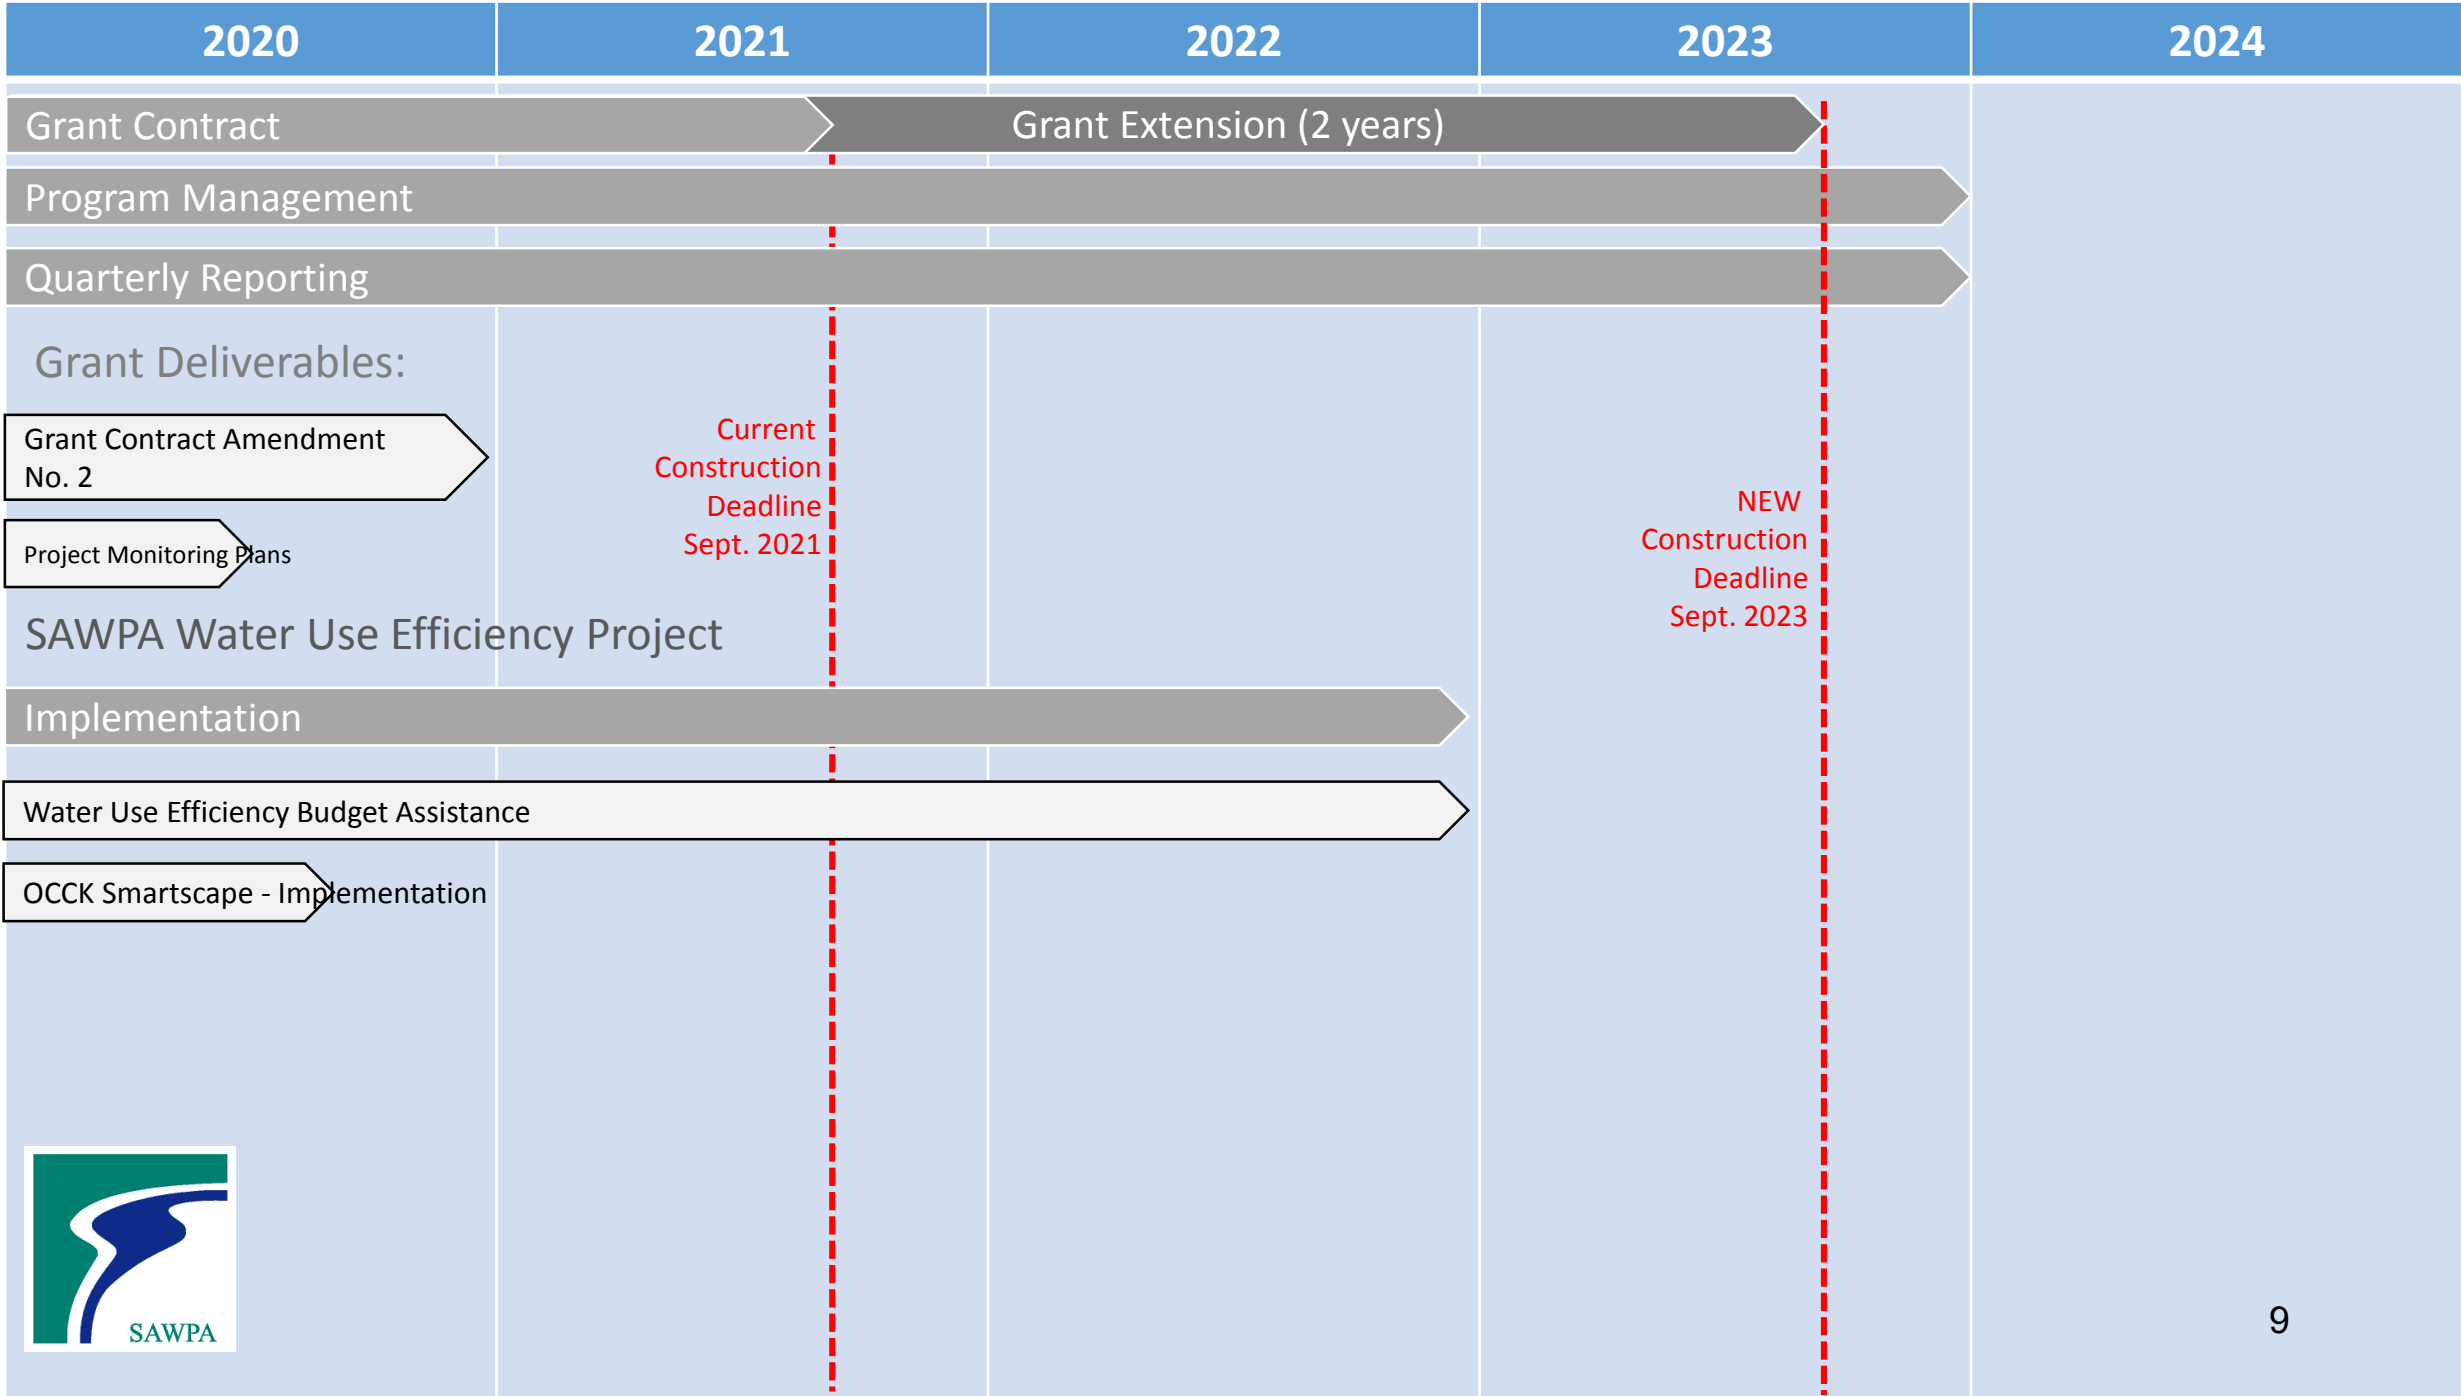 2020 2021 2022 2023 2024
Grant Contract
Grant Extension (2 years)
Program Management
Quarterly Reporting
Grant Deliverables:
Grant Contract Amendment
No. 2
Project Monitoring Plans
Current
Construction
Deadline
Sept. 2021
NEW
Construction
Deadline
Sept. 2023
SAWPA Water Use Efficiency Project
Implementation
Water Use Efficiency Budget Assistance
OCCK Smartscape - Implementation
SAWPA
9